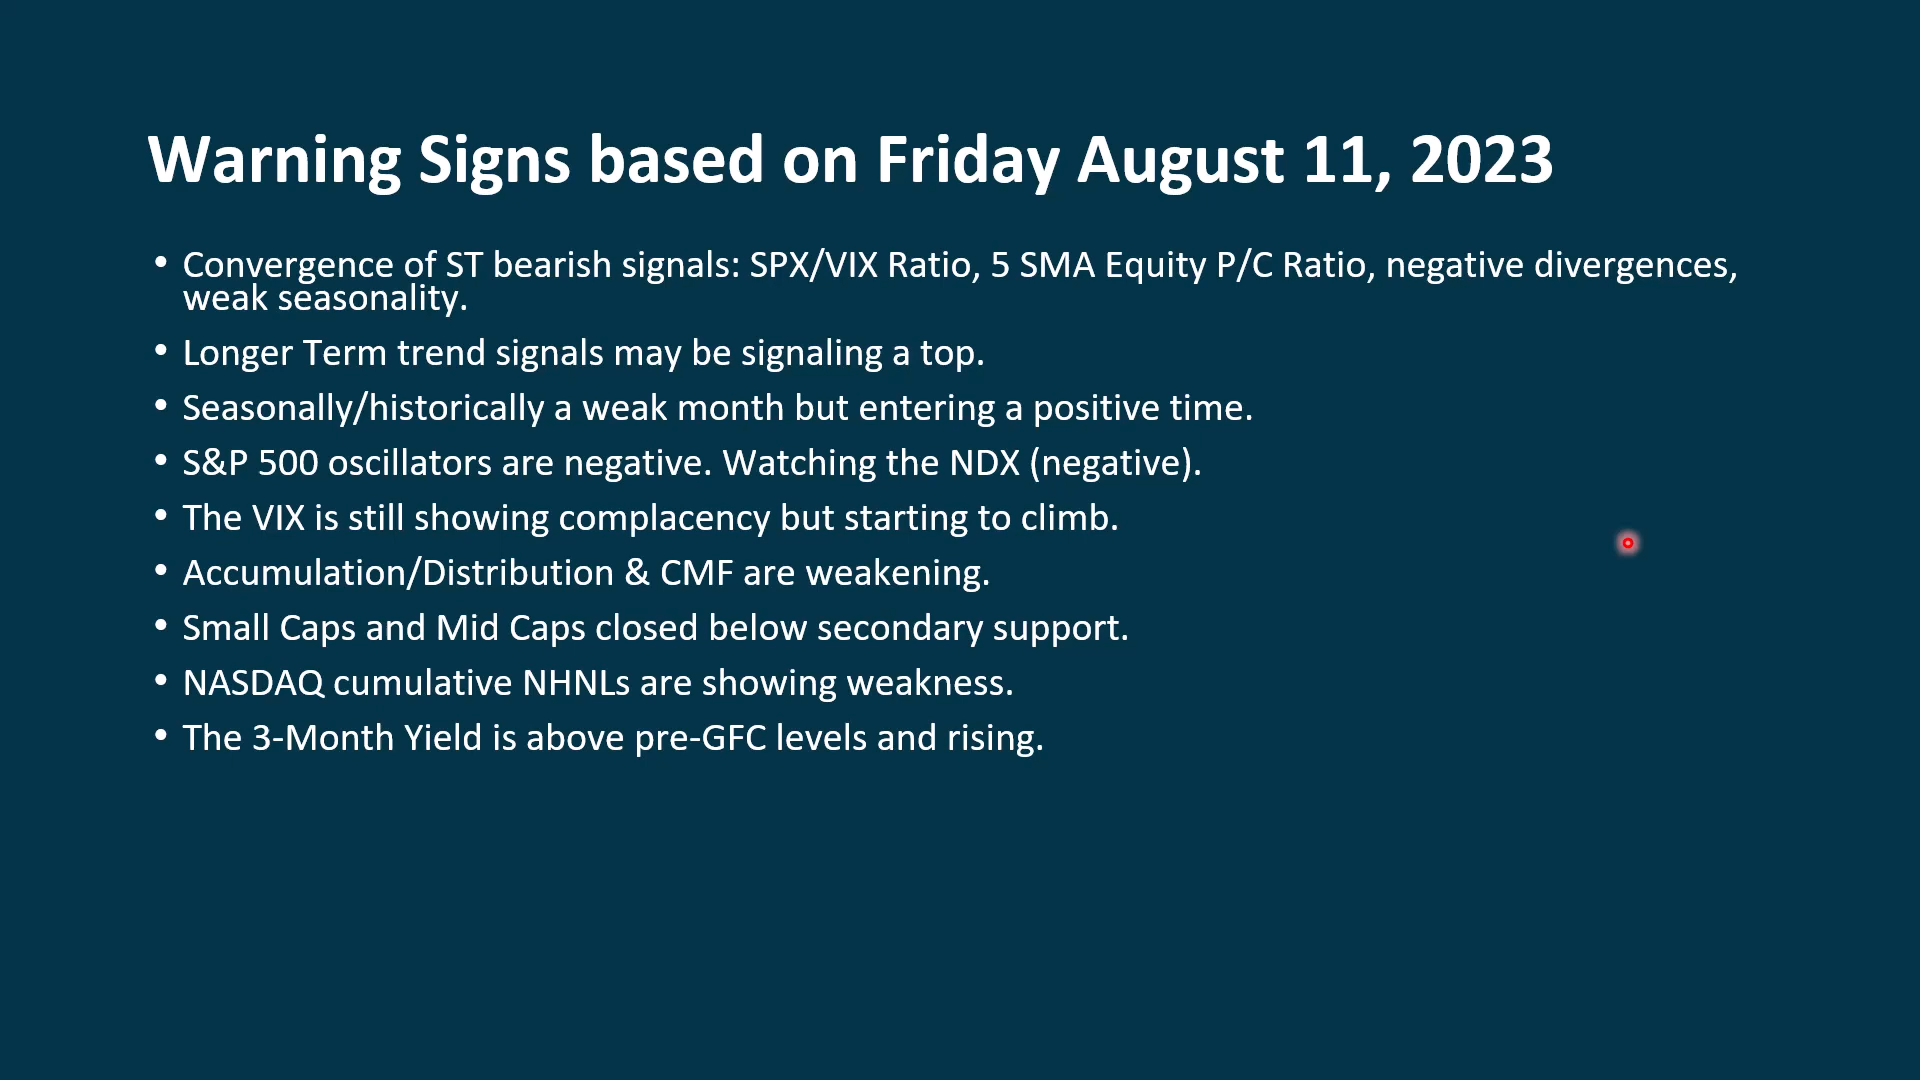 Warning Signs based on Friday August 11, 2023
• Convergence of ST bearish signals: SPX/VIX Ratio, 5 SMA Equity P/C Ratio, negative divergences,
weak seasonality.
• Longer Term trend signals may be signaling a top.
• Seasonally/historically a weak month but entering a positive time.
• S&P 500 oscillators are negative. Watching the NDX (negative).
• The VIX is still showing complacency but starting to climb.
• Accumulation/Distribution & CMF are weakening.
• Small Caps and Mid Caps closed below secondary support.
• NASDAQ cumulative NHNLs are showing weakness.
• The 3-Month Yield is above pre-GFC levels and rising.